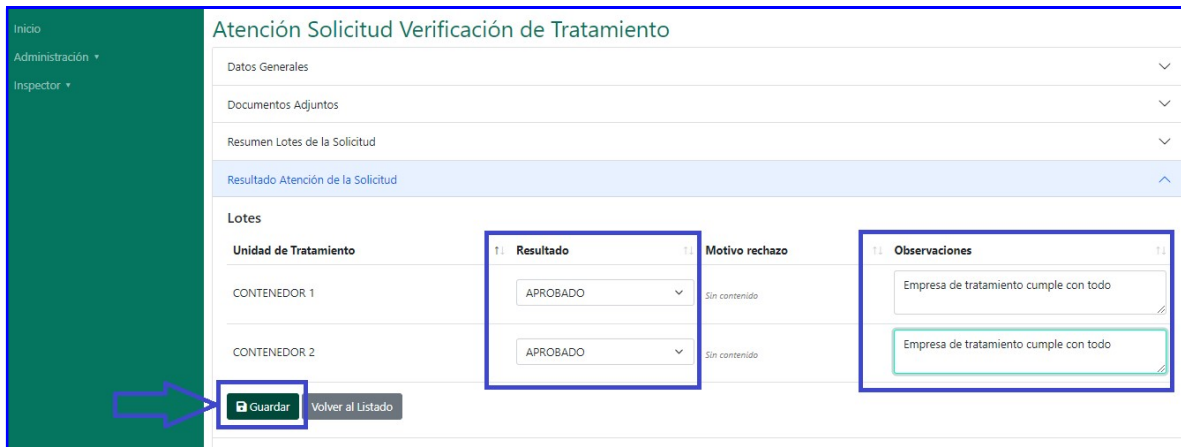 Inicio
Administración
Inspector
Atención Solicitud Verificación de Tratamiento
Datos Generales
Documentos Adjuntos
Resumen Lotes de la Solicitud
Resultado Atención de la Solicitud
Lotes
Unidad de Tratamiento Resultado Motivo rechazo Observaciones
CONTENEDOR 1 APROBADO Sin contenido Empresa de tratamiento cumple con todo
CONTENEDOR 2 APROBADO Sin contenido Empresa de tratamiento cumple con todo
Guardar Volver al Listado